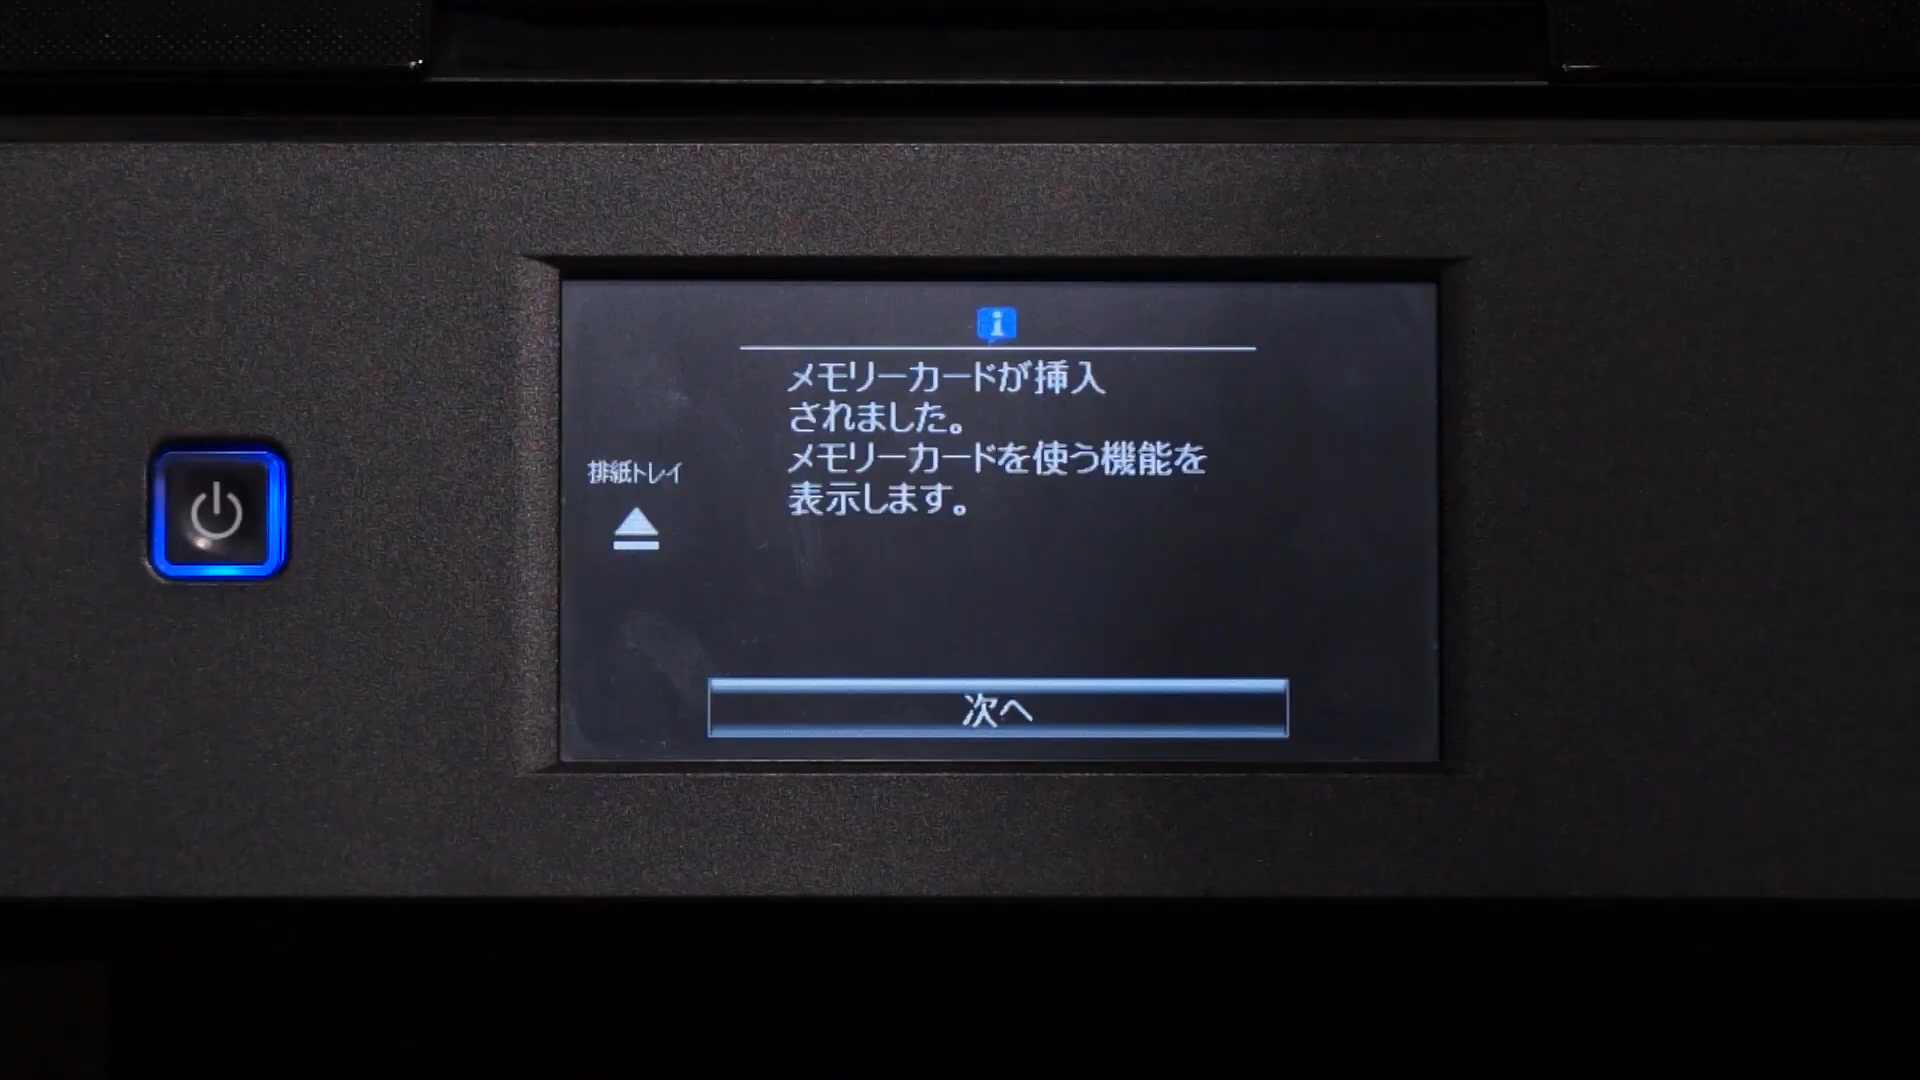 メモリーカードが挿入
されました。
メモリーカードを使う機能を
表示します。
排紙トレイ
次へ